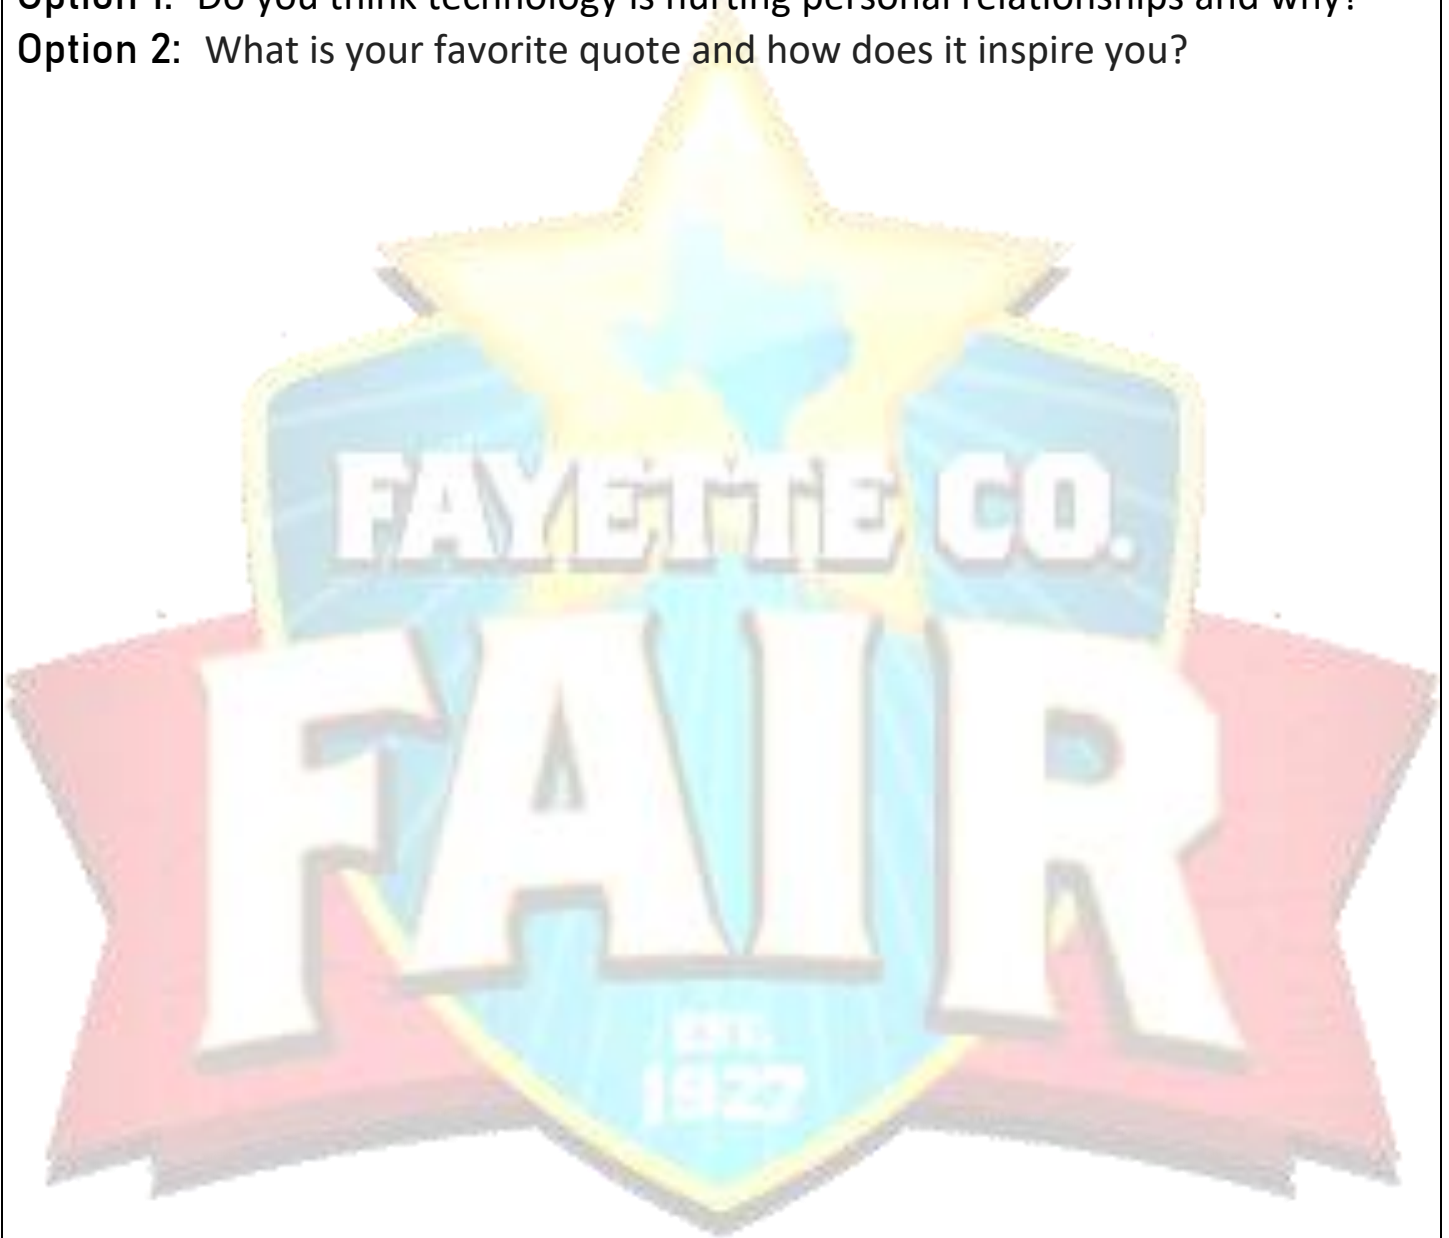 Option 1: Do you think technology is hurting personal relationships and why?
Option 2: What is your favorite quote and how does it inspire you?
FAYETTE CO.
FAIR
EST.
1927